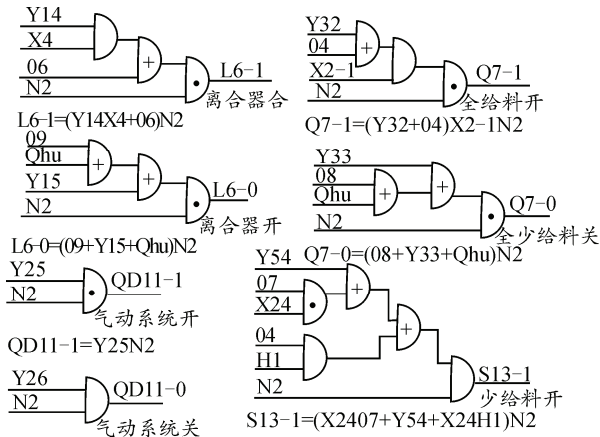 Y14
X4
+
06
N2
L6-1
离合器合
L6-1=(Y14X4+06)N2
Y32
04
+
X2-1
N2
Q7-1
全给料开
Q7-1=(Y32+04)X2-1N2
09
Qhu
+
Y15
+
N2
L6-0
离合器开
L6-0=(09+Y15+Qhu)N2
Y33
08
Qhu
+
+
N2
Q7-0
全少给料关
Q7-0=(08+Y33+Qhu)N2
Y25
N2
QD11-1
气动系统开
QD11-1=Y25N2
Y26
N2
QD11-0
气动系统关
Y54
07
X24
+
04
H1
+
N2
S13-1
少给料开
S13-1=(X2407+Y54+X24H1)N2